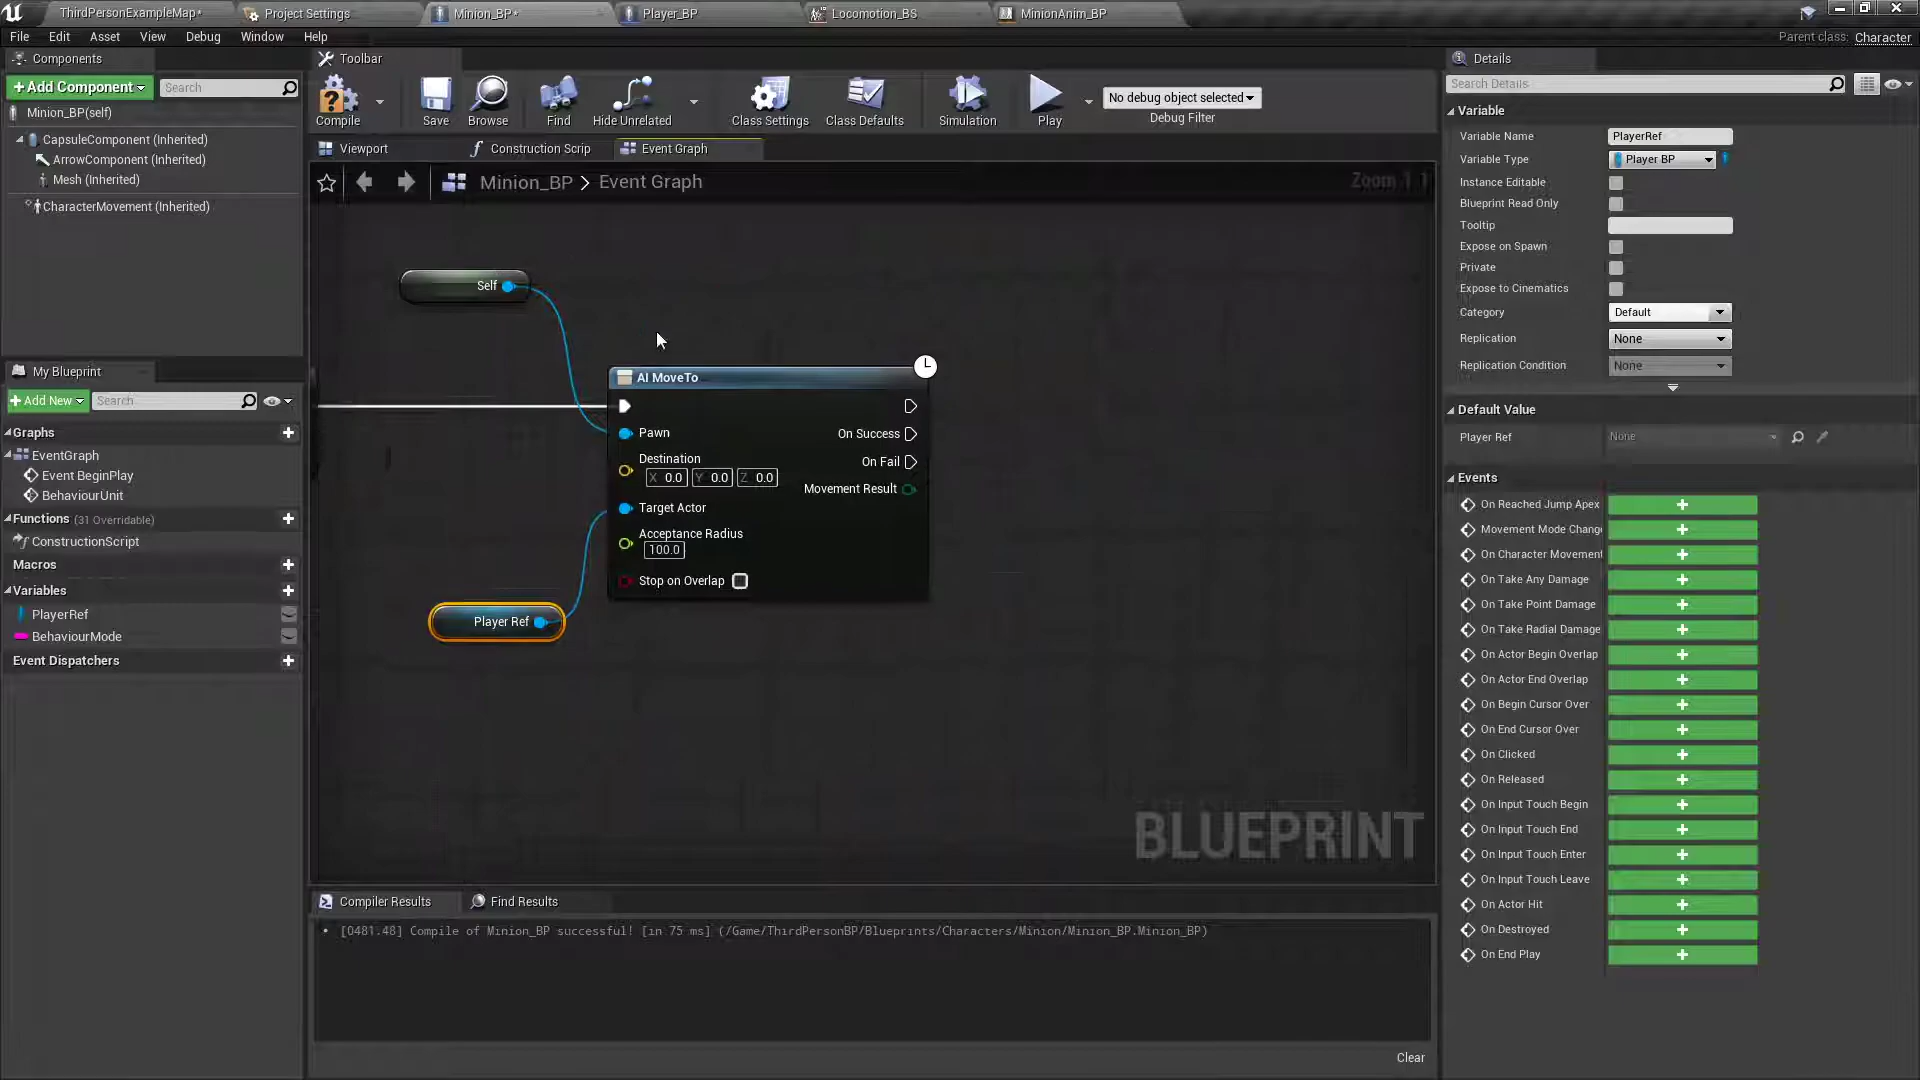 ThirdPersonExampleMap*
Project Settings
Minion_BP*
Player_BP
Locomotion_BS
MinionAnim_BP
File Edit Asset View Debug Window Help
Parent class: Character
Components
+Add Component
Search
Minion_BP(self)
CapsuleComponent (Inherited)
ArrowComponent (Inherited)
Mesh (Inherited)
CharacterMovement (Inherited)
My Blueprint
+Add New
Search
Graphs
EventGraph
Event BeginPlay
BehaviourUnit
Functions (31 Overridable)
ConstructionScript
Macros
Variables
PlayerRef
BehaviourMode
Event Dispatchers
Toolbar
Compile
Save
Browse
Find
Hide Unrelated
Class Settings
Class Defaults
Simulation
Play
No debug object selected
Debug Filter
Viewport
Construction Scrip
Event Graph
Minion_BP > Event Graph
Zoom 1:1
Self
AI MoveTo
Pawn
On Success
Destination
X 0.0 Y 0.0 Z 0.0
On Fail
Movement Result
Target Actor
Acceptance Radius
100.0
Stop on Overlap
Player Ref
BLUEPRINT
Compiler Results
Find Results
[0481.48] Compile of Minion_BP successful! [in 75 ms] (/Game/ThirdPersonBP/Blueprints/Characters/Minion/Minion_BP.Minion_BP)
Clear
Details
Search Details
Variable
Variable Name PlayerRef
Variable Type Player BP
Instance Editable
Blueprint Read Only
Tooltip
Expose on Spawn
Private
Expose to Cinematics
Category Default
Replication None
Replication Condition None
Default Value
Player Ref None
Events
On Reached Jump Apex
Movement Mode Chang
On Character Movement
On Take Any Damage
On Take Point Damage
On Take Radial Damage
On Actor Begin Overlap
On Actor End Overlap
On Begin Cursor Over
On End Cursor Over
On Clicked
On Released
On Input Touch Begin
On Input Touch End
On Input Touch Enter
On Input Touch Leave
On Actor Hit
On Destroyed
On End Play